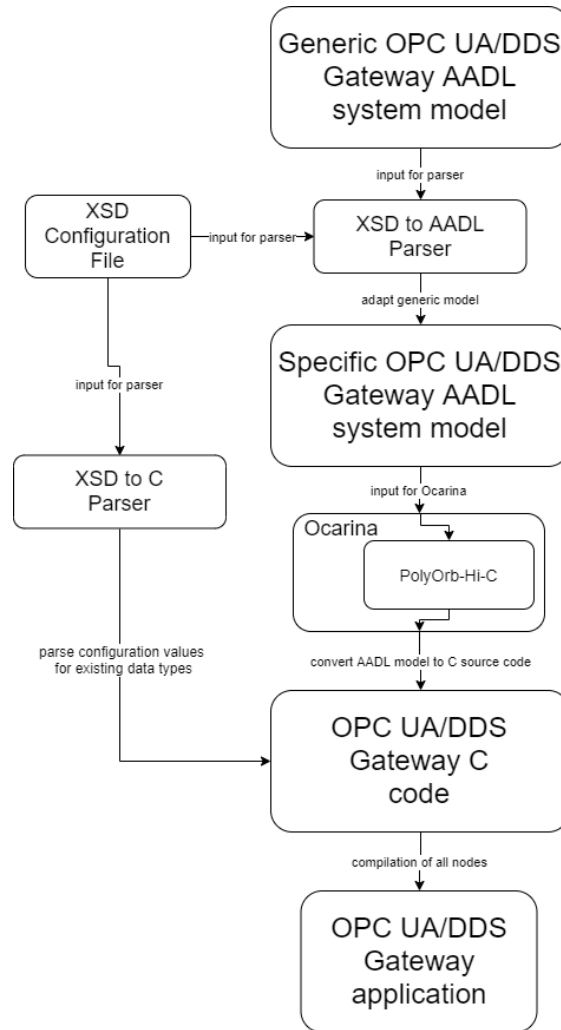 Generic OPC UA/DDS
Gateway AADL
system model
input for parser
XSD
Configuration
File
input for parser
XSD to AADL
Parser
adapt generic model
input for parser
Specific OPC UA/DDS
Gateway AADL
system model
XSD to C
Parser
input for Ocarina
Ocarina
PolyOrb-Hi-C
parse configuration values
for existing data types
convert AADL model to C source code
OPC UA/DDS
Gateway C
code
compilation of all nodes
OPC UA/DDS
Gateway
application